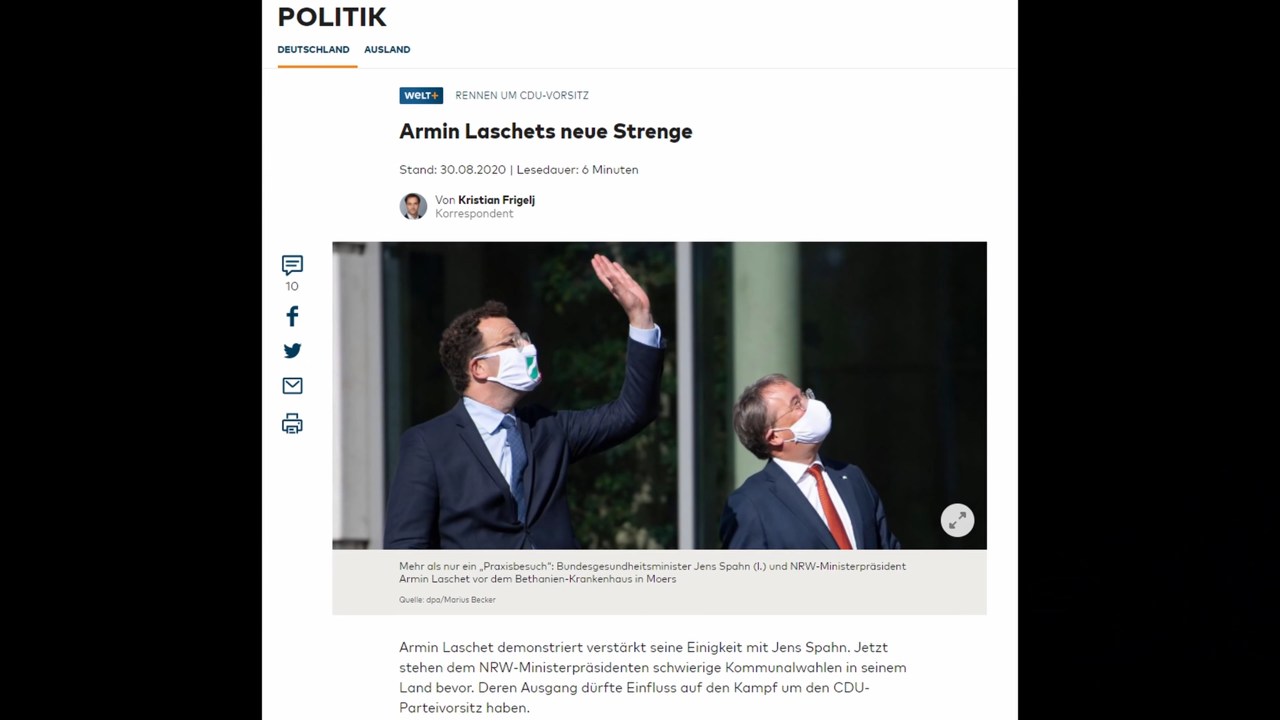 POLITIK
DEUTSCHLAND AUSLAND
WELT+ RENNEN UM CDU-VORSITZ
Armin Laschets neue Strenge
Stand: 30.08.2020 | Lesedauer: 6 Minuten
Von Kristian Frigelj
Korrespondent
10
Mehr als nur ein „Praxisbesuch“: Bundesgesundheitsminister Jens Spahn (l.) und NRW-Ministerpräsident
Armin Laschet vor dem Bethanien-Krankenhaus in Moers
Quelle: dpa/Marius Becker
Armin Laschet demonstriert verstärkt seine Einigkeit mit Jens Spahn. Jetzt
stehen dem NRW-Ministerpräsidenten schwierige Kommunalwahlen in seinem
Land bevor. Deren Ausgang dürfte Einfluss auf den Kampf um den CDU-
Parteivorsitz haben.